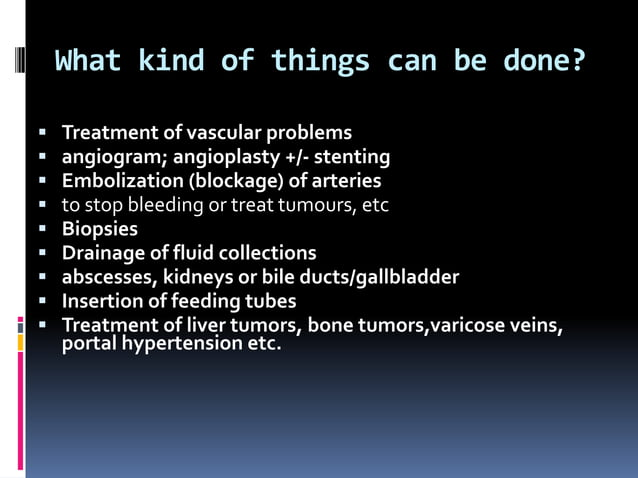 What kind of things can be done?
▪ Treatment of vascular problems
▪ angiogram; angioplasty +/- stenting
▪ Embolization (blockage) of arteries
▪ to stop bleeding or treat tumours, etc
▪ Biopsies
▪ Drainage of fluid collections
▪ abscesses, kidneys or bile ducts/gallbladder
▪ Insertion of feeding tubes
▪ Treatment of liver tumors, bone tumors,varicose veins,
portal hypertension etc.